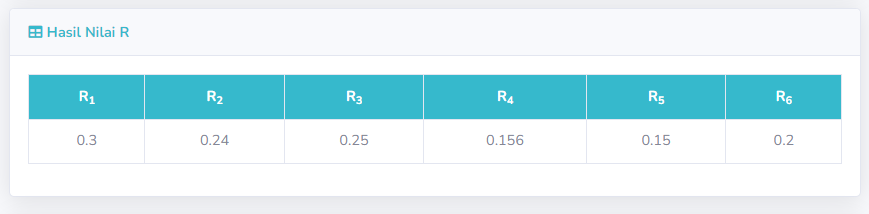 Hasil Nilai R
R₁ R₂ R₃ R₄ R₅ R₆
0.3 0.24 0.25 0.156 0.15 0.2